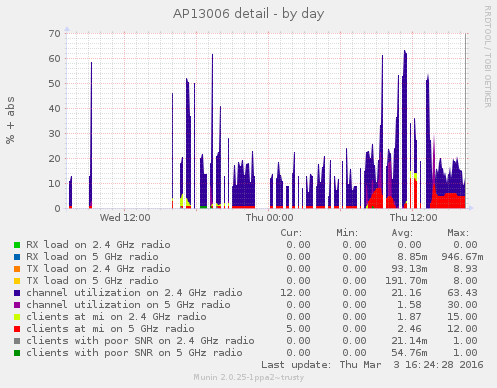 AP13006 detail - by day
RRDTOOL / TOBI OETIKER
% + abs
70
60
50
40
30
20
10
0
Wed 12:00 Thu 00:00 Thu 12:00
Cur: Min: Avg: Max:
RX load on 2.4 GHz radio 0.00 0.00 0.00 0.00
RX load on 5 GHz radio 0.00 0.00 8.85m 946.67m
TX load on 2.4 GHz radio 0.00 0.00 93.13m 8.93
TX load on 5 GHz radio 0.00 0.00 191.70m 8.00
channel utilization on 2.4 GHz radio 12.00 0.00 21.16 63.43
channel utilization on 5 GHz radio 0.00 0.00 1.58 30.00
clients at mi on 2.4 GHz radio 0.00 0.00 1.87 15.00
clients at mi on 5 GHz radio 5.00 0.00 2.46 12.00
clients with poor SNR on 2.4 GHz radio 0.00 0.00 21.14m 1.00
clients with poor SNR on 5 GHz radio 0.00 0.00 54.76m 1.00
Last update: Thu Mar 3 16:24:28 2016
Munin 2.0.25-1ppa2~trusty